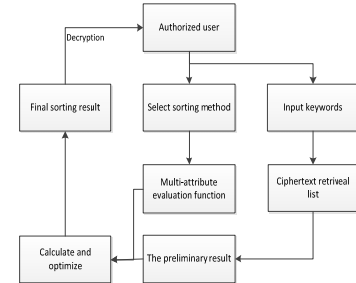 Authorized user
Decryption
Final sorting result
Select sorting method
Input keywords
Multi-attribute
evaluation function
Ciphertext retriveal
list
Calculate and
optimize
The preliminary result